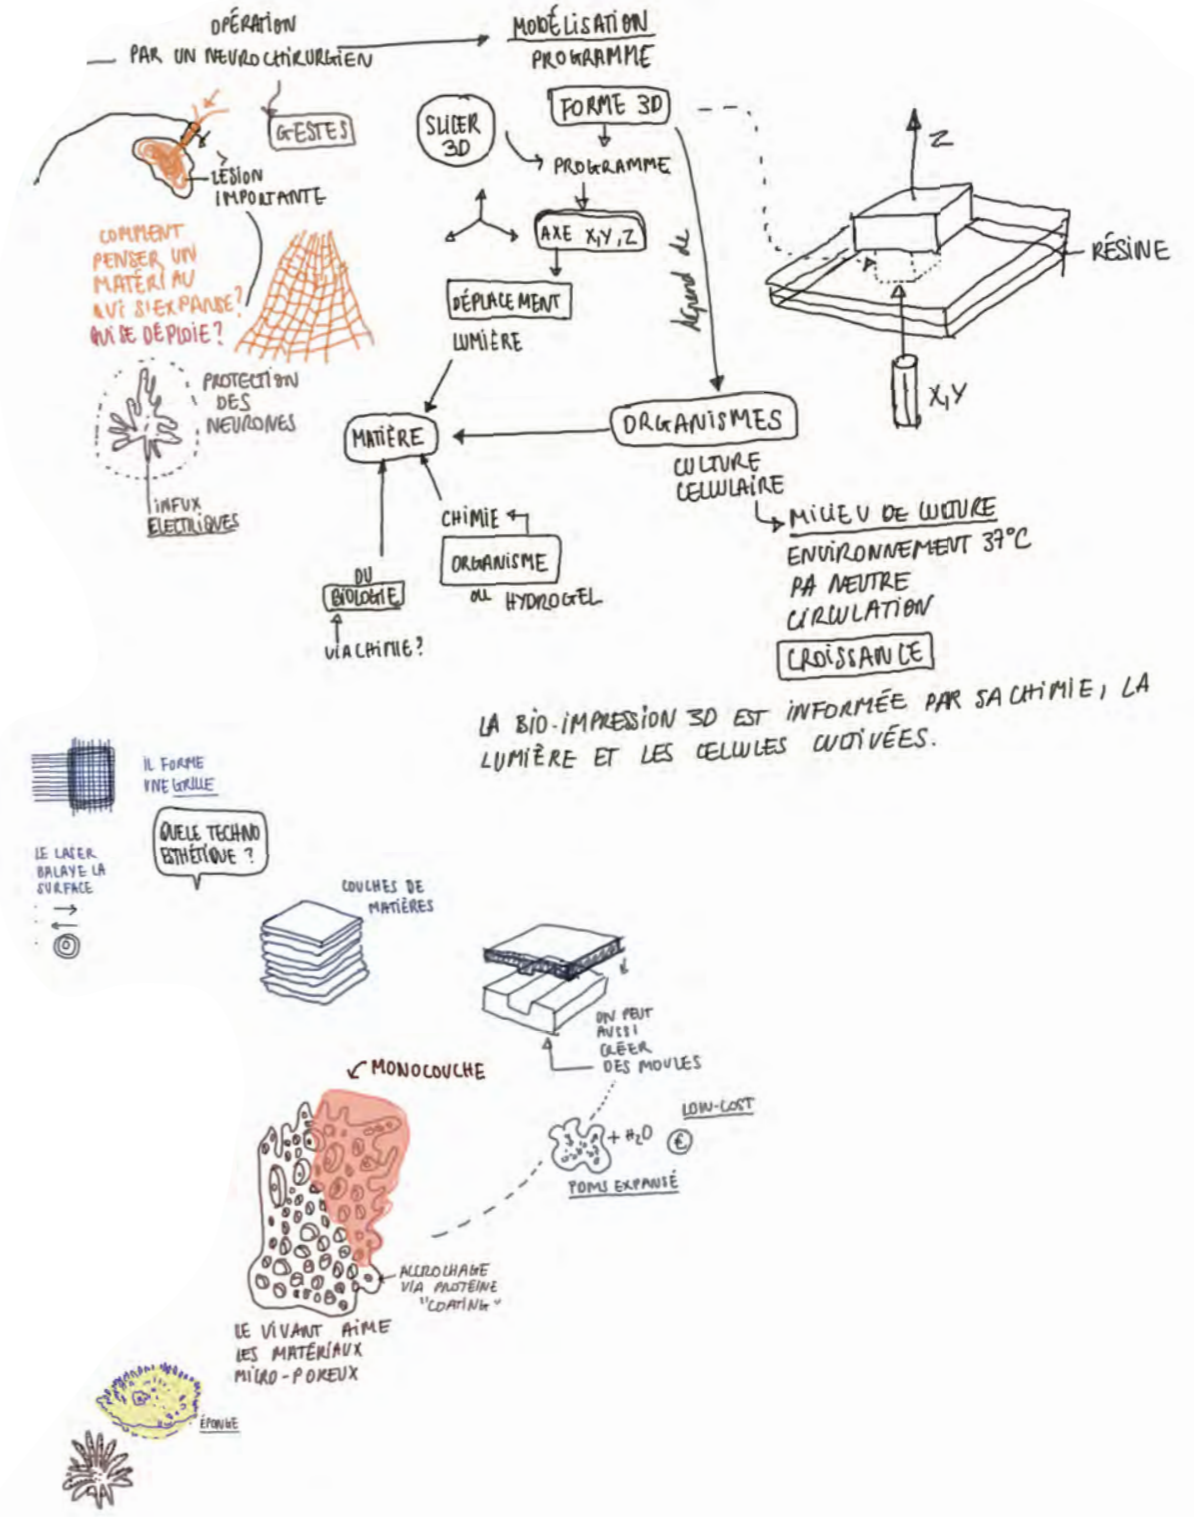 OPÉRATION
PAR UN NEUROCHIRURGIEN
MODÉLISATION
PROGRAMME
GESTES
SLICER
3D
FORME 3D
PROGRAMME
AXE X,Y,Z
DÉPLACEMENT
LUMIÈRE
LÉSION
IMPORTANTE
COMMENT
PENSER UN
MATÉRIAU
QUI S'EXPANSE?
QUI SE DÉPLOIE?
PROTECTION
DES
NEURONES
INFUX
ELECTRIQUES
dépend de
Z
RÉSINE
X,Y
MATIÈRE
ORGANISMES
CULTURE
CELLULAIRE
CHIMIE
ORGANISME
OU HYDROGEL
DU
BIOLOGIE
VIA CHIMIE?
MILIEU DE CULTURE
ENVIRONNEMENT 37°C
PA NEUTRE
CIRCULATION
CROISSANCE
LA BIO-IMPRESSION 3D EST INFORMÉE PAR SA CHIMIE, LA
LUMIÈRE ET LES CELLULES CULTIVÉES.
IL FORME
UNE GRILLE
QUELE TECHNO
ESTHÉTIQUE ?
LE LASER
BALAYE LA
SURFACE
COUCHES DE
MATIÈRES
ON PEUT
AUSSI
CRÉER
DES MOULES
MONOCOUCHE
LOW-COST
+ H2O
€
PDMS EXPANSÉ
ACCROCHAGE
VIA PROTÉINE
"COATING"
LE VIVANT AIME
LES MATÉRIAUX
MICRO-POREUX
ÉPONGE